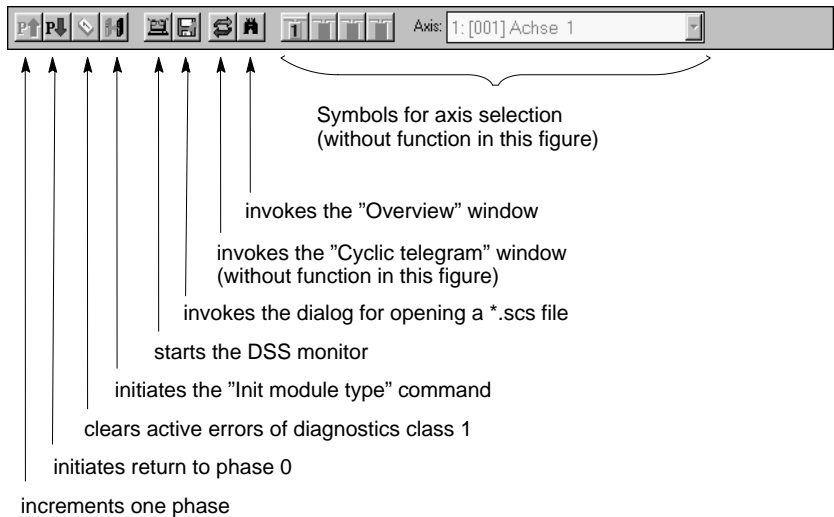 P P 1 Axis: 1: [001] Achse 1
Symbols for axis selection
(without function in this figure)
invokes the ”Overview” window
invokes the ”Cyclic telegram” window
(without function in this figure)
invokes the dialog for opening a *.scs file
starts the DSS monitor
initiates the ”Init module type” command
clears active errors of diagnostics class 1
initiates return to phase 0
increments one phase